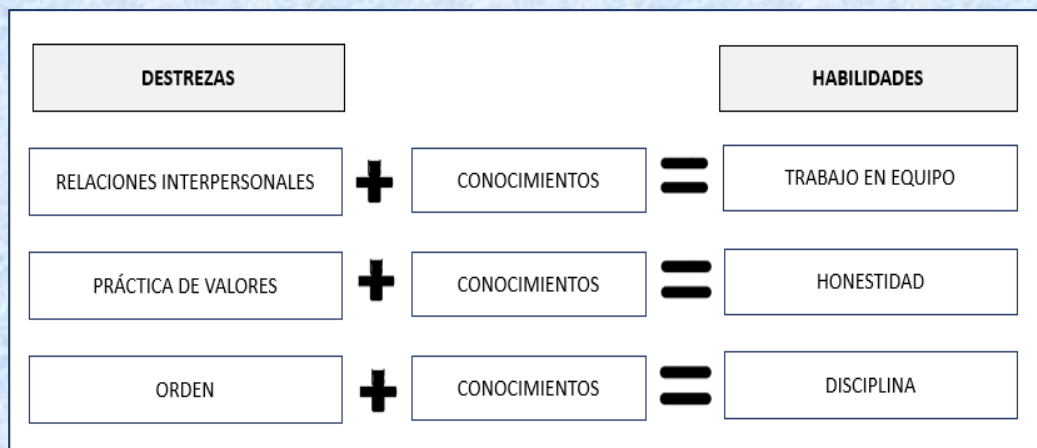 DESTREZAS
HABILIDADES
RELACIONES INTERPERSONALES + CONOCIMIENTOS = TRABAJO EN EQUIPO
PRÁCTICA DE VALORES + CONOCIMIENTOS = HONESTIDAD
ORDEN + CONOCIMIENTOS = DISCIPLINA